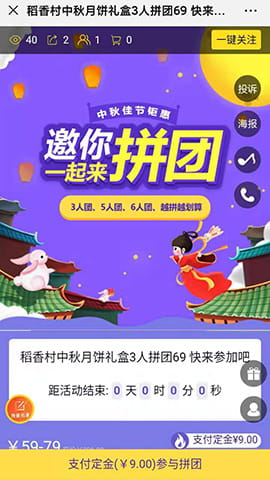 稻香村中秋月饼礼盒3人拼团69 快来...
40 2 2
一键关注
投诉
中秋佳节钜惠
海报
邀你
一起来拼团
3人团、5人团、6人团、越拼越划算
稻香村中秋月饼礼盒3人拼团69 快来参加吧
距活动结束: 0 天 0 时 0 分 0 秒
￥59-79
支付定金￥9.00
支付定金(￥9.00)参与拼团